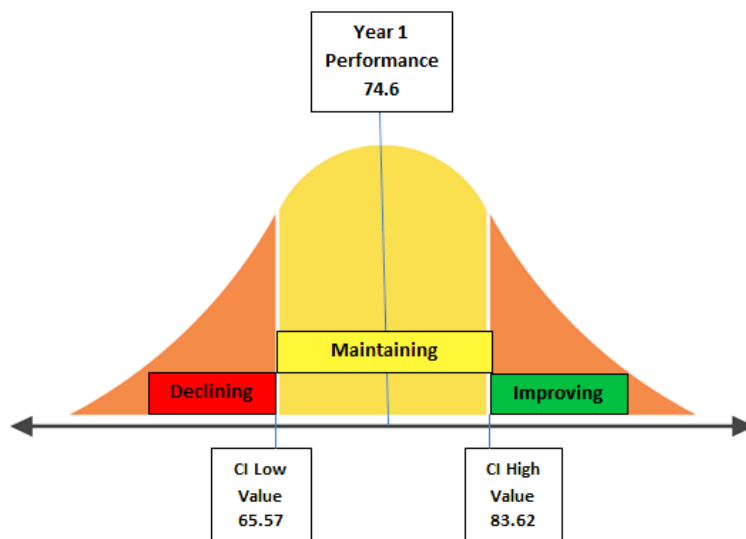 Year 1
Performance
74.6
Maintaining
Declining
Improving
CI Low
Value
65.57
CI High
Value
83.62